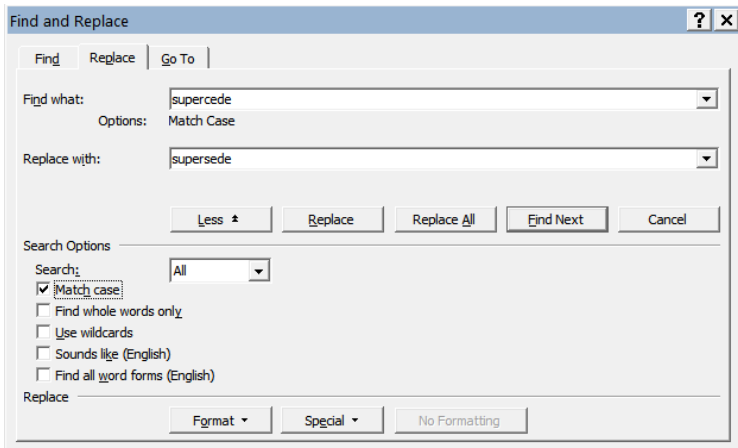 Find and Replace
Find Replace Go To
Find what: supercede
Options: Match Case
Replace with: supersede
Less Replace Replace All Find Next Cancel
Search Options
Search: All
Match case
Find whole words only
Use wildcards
Sounds like (English)
Find all word forms (English)
Replace
Format Special No Formatting